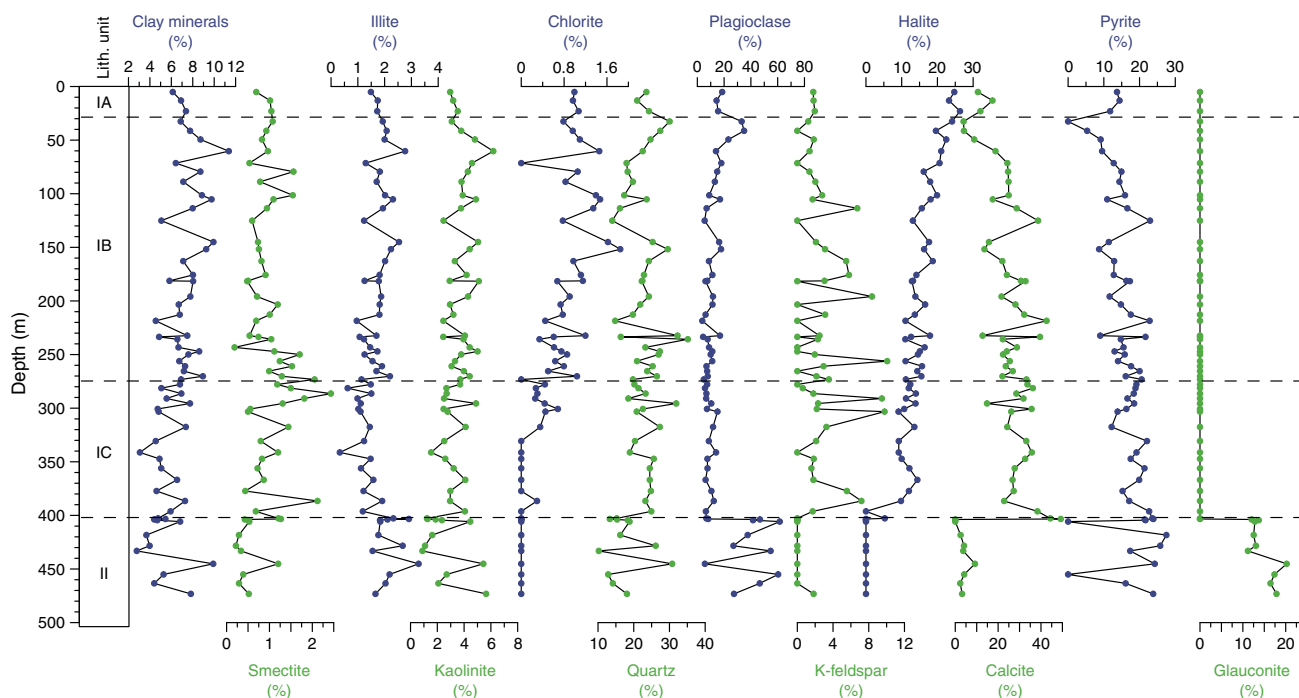 Lith. unit
Clay minerals
(%)
Illite
(%)
Chlorite
(%)
Plagioclase
(%)
Halite
(%)
Pyrite
(%)
2 4 6 8 10 12
0 1 2 3 4
0 0.8 1.6
0 20 40 60 80
0 10 20 30
0 10 20 30
Depth (m)
0
50
100
150
200
250
300
350
400
450
500
IA
IB
IC
II
0 1 2
0 2 4 6 8
10 20 30 40
0 4 8 12
0 20 40
0 10 20
Smectite
(%)
Kaolinite
(%)
Quartz
(%)
K-feldspar
(%)
Calcite
(%)
Glauconite
(%)